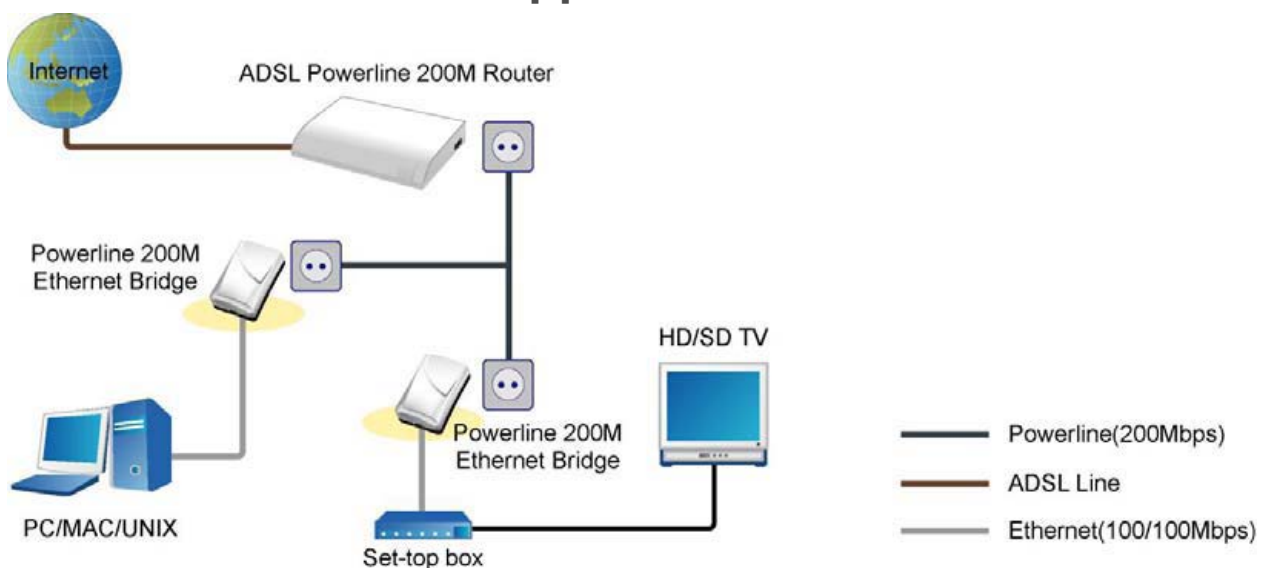 Internet
ADSL Powerline 200M Router
Powerline 200M
Ethernet Bridge
HD/SD TV
Powerline 200M
Ethernet Bridge
PC/MAC/UNIX
Set-top box
Powerline(200Mbps)
ADSL Line
Ethernet(100/100Mbps)